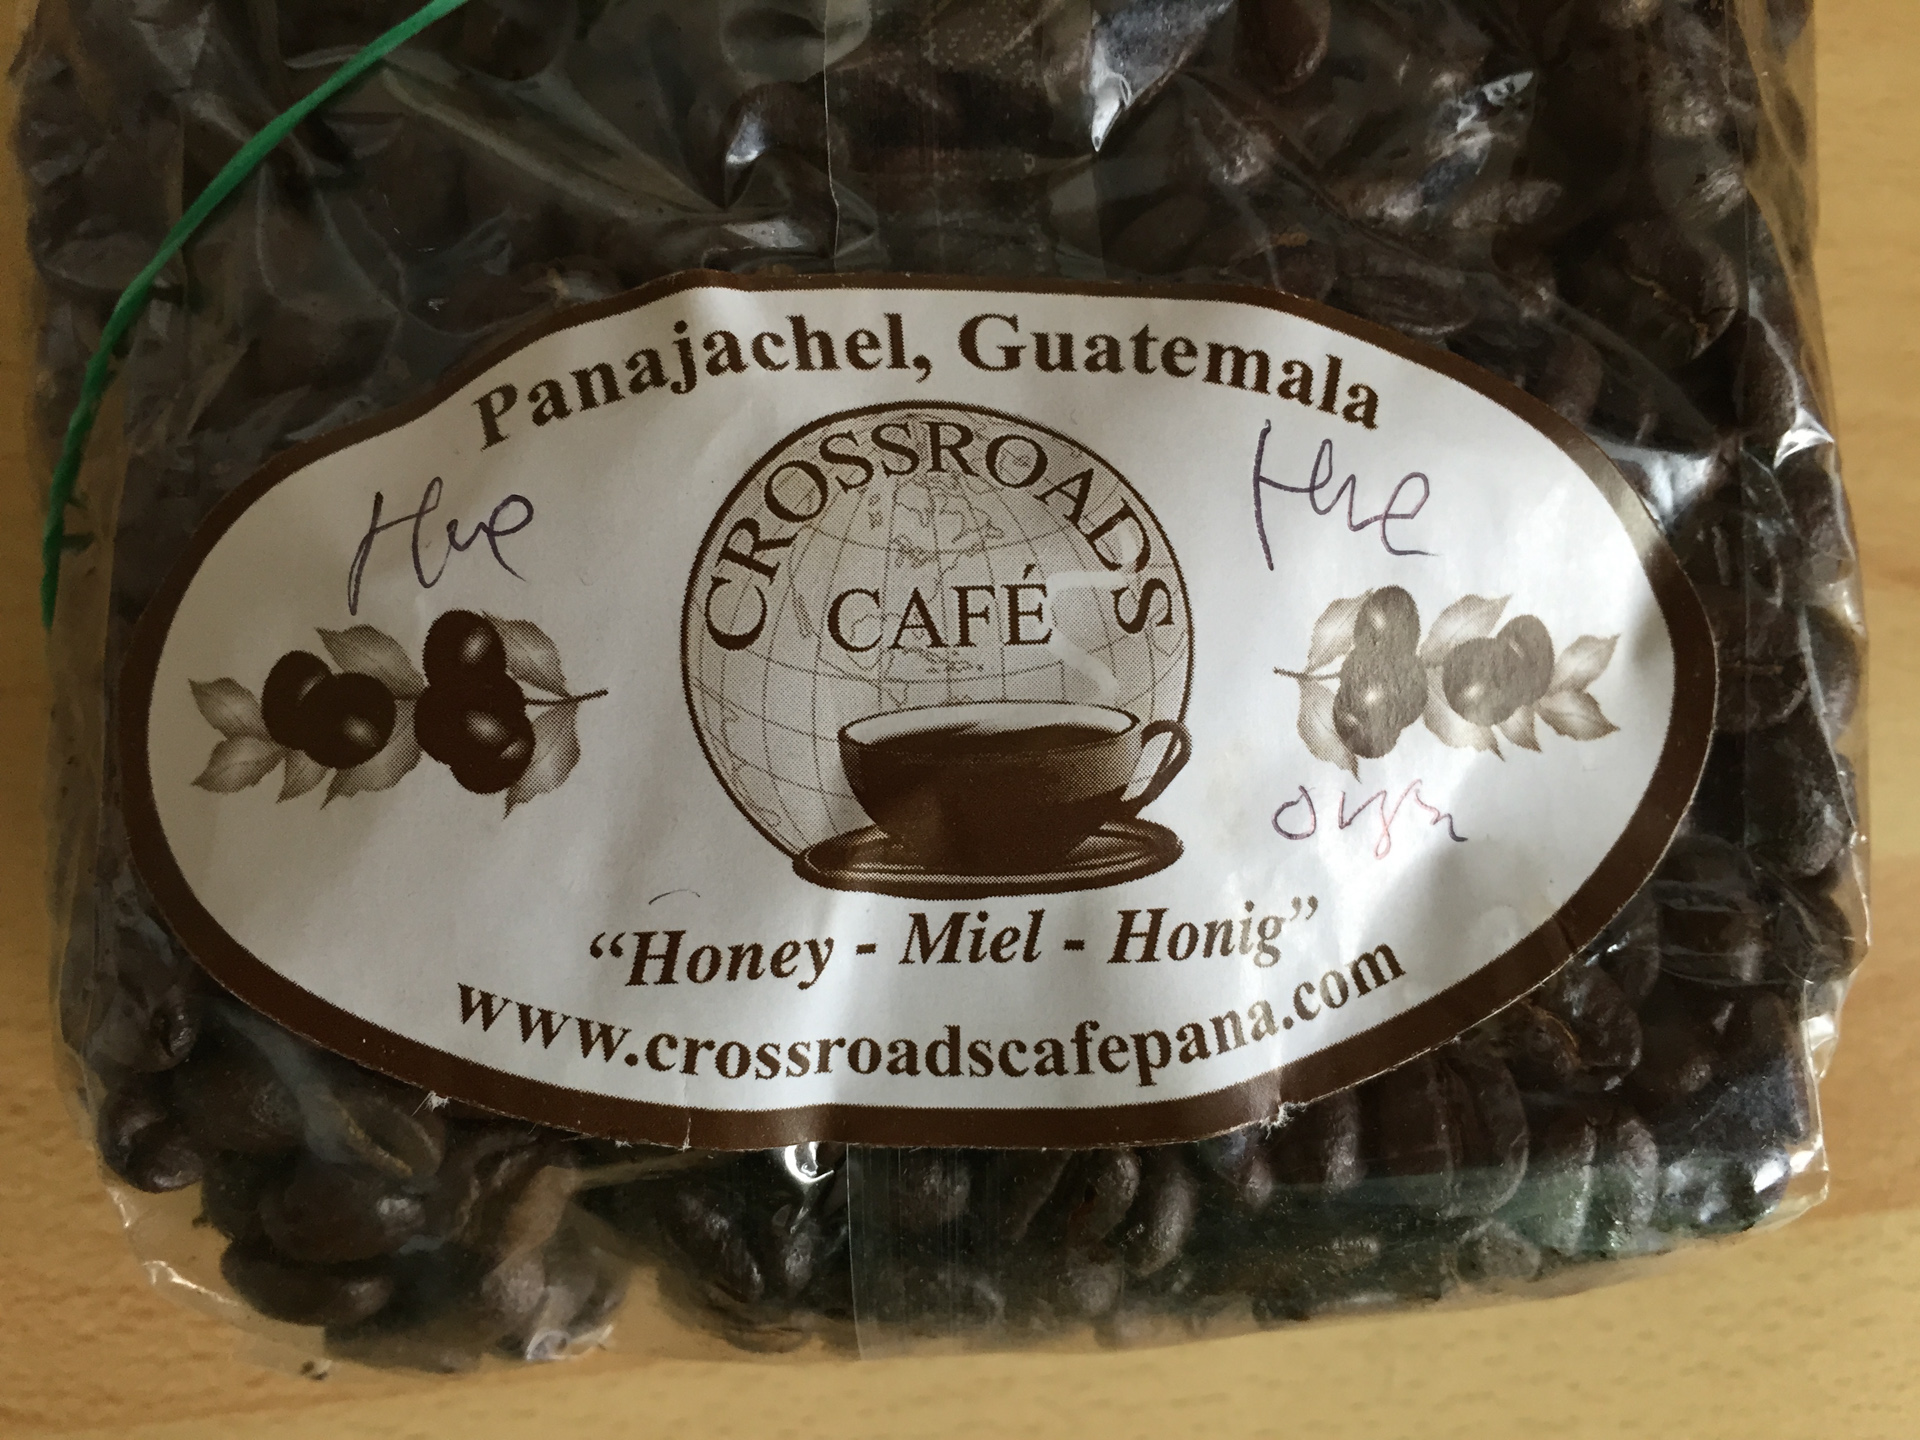 Panajachel, Guatemala
CROSSROADS
CAFÉ
"Honey - Miel - Honig"
www.crossroadscafepana.com